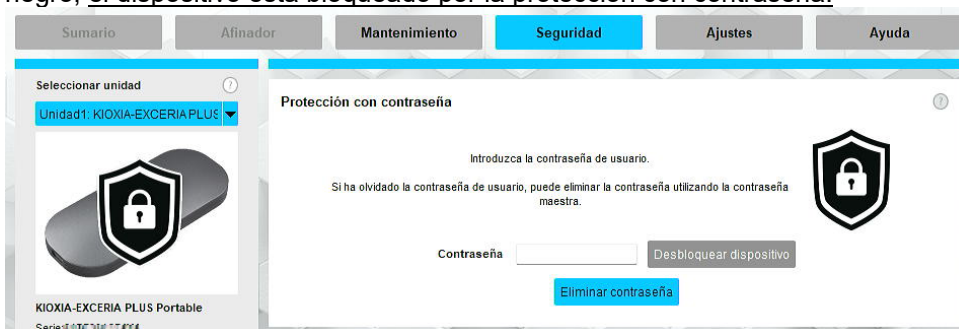 negro, si dispositivo está bloqueado por la protección con contraseña.
Sumario Afinador Mantenimiento Seguridad Ajustes Ayuda
Seleccionar unidad ?
Unidad1: KIOXIA-EXCERIA PLUS
Protección con contraseña ?
Introduzca la contraseña de usuario.
Si ha olvidado la contraseña de usuario, puede eliminar la contraseña utilizando la contraseña
maestra.
Contraseña Desbloquear dispositivo
Eliminar contraseña
KIOXIA-EXCERIA PLUS Portable